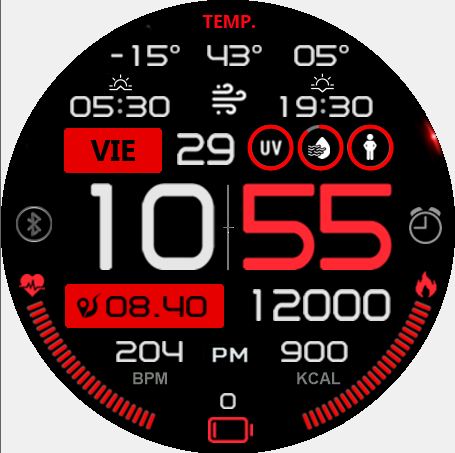 TEMP.
-15° 43° 05°
05:30 19:30
VIE 29 UV
10 55
08.40 12000
204 PM 900
BPM KCAL
0